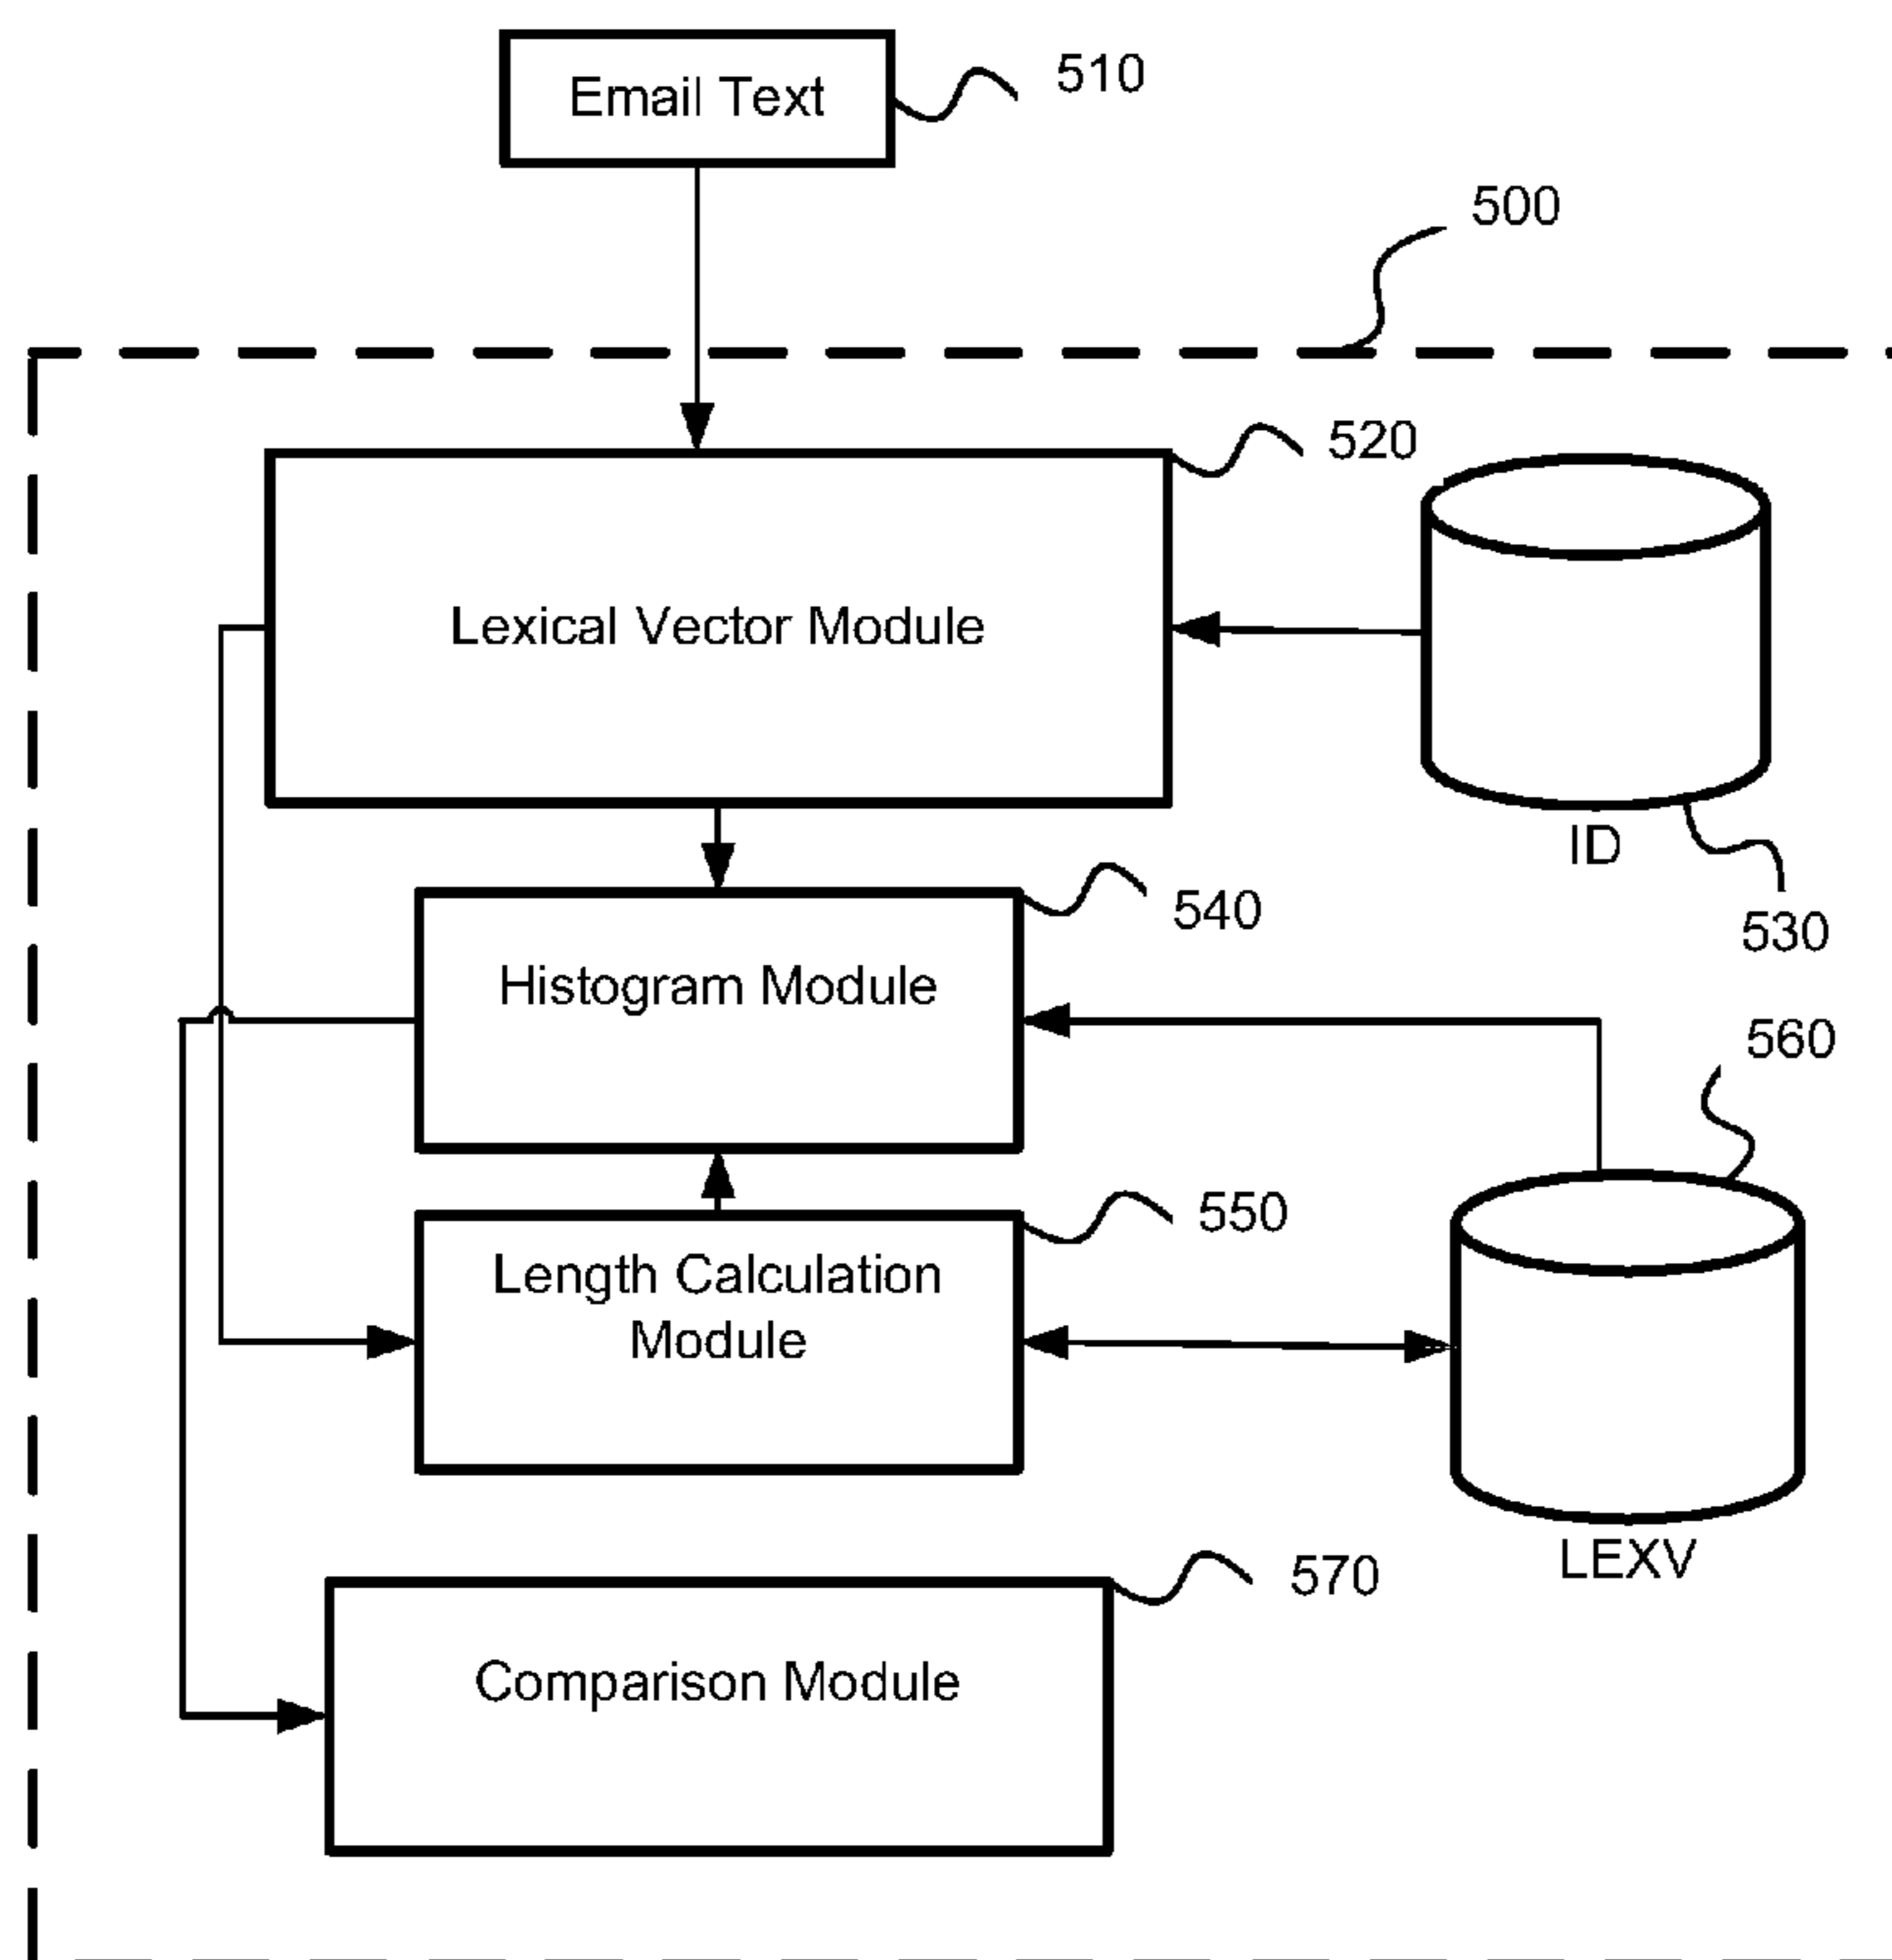 Email Text
510
500
520
Lexical Vector Module
ID
530
540
Histogram Module
560
550
Length Calculation
Module
LEXV
570
Comparison Module